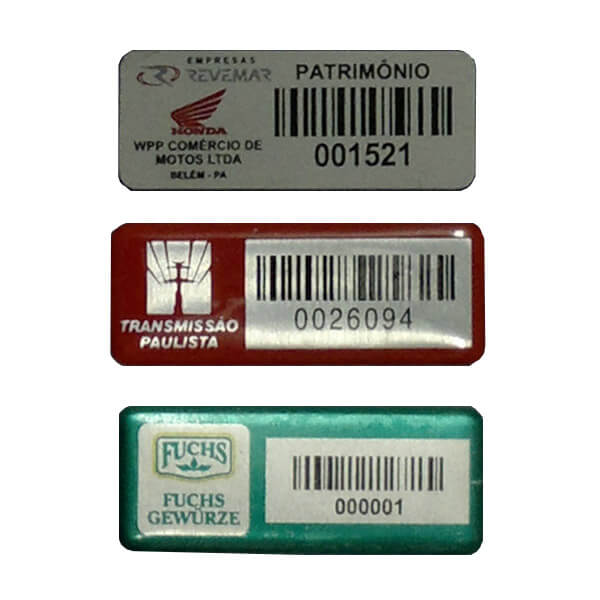 EMPRESAS
REVEMAR
HONDA
WPP COMÉRCIO DE
MOTOS LTDA
BELÉM - PA
PATRIMÔNIO
001521
TRANSMISSÃO
PAULISTA
0026094
FUCHS
FUCHS
GEWÜRZE
000001